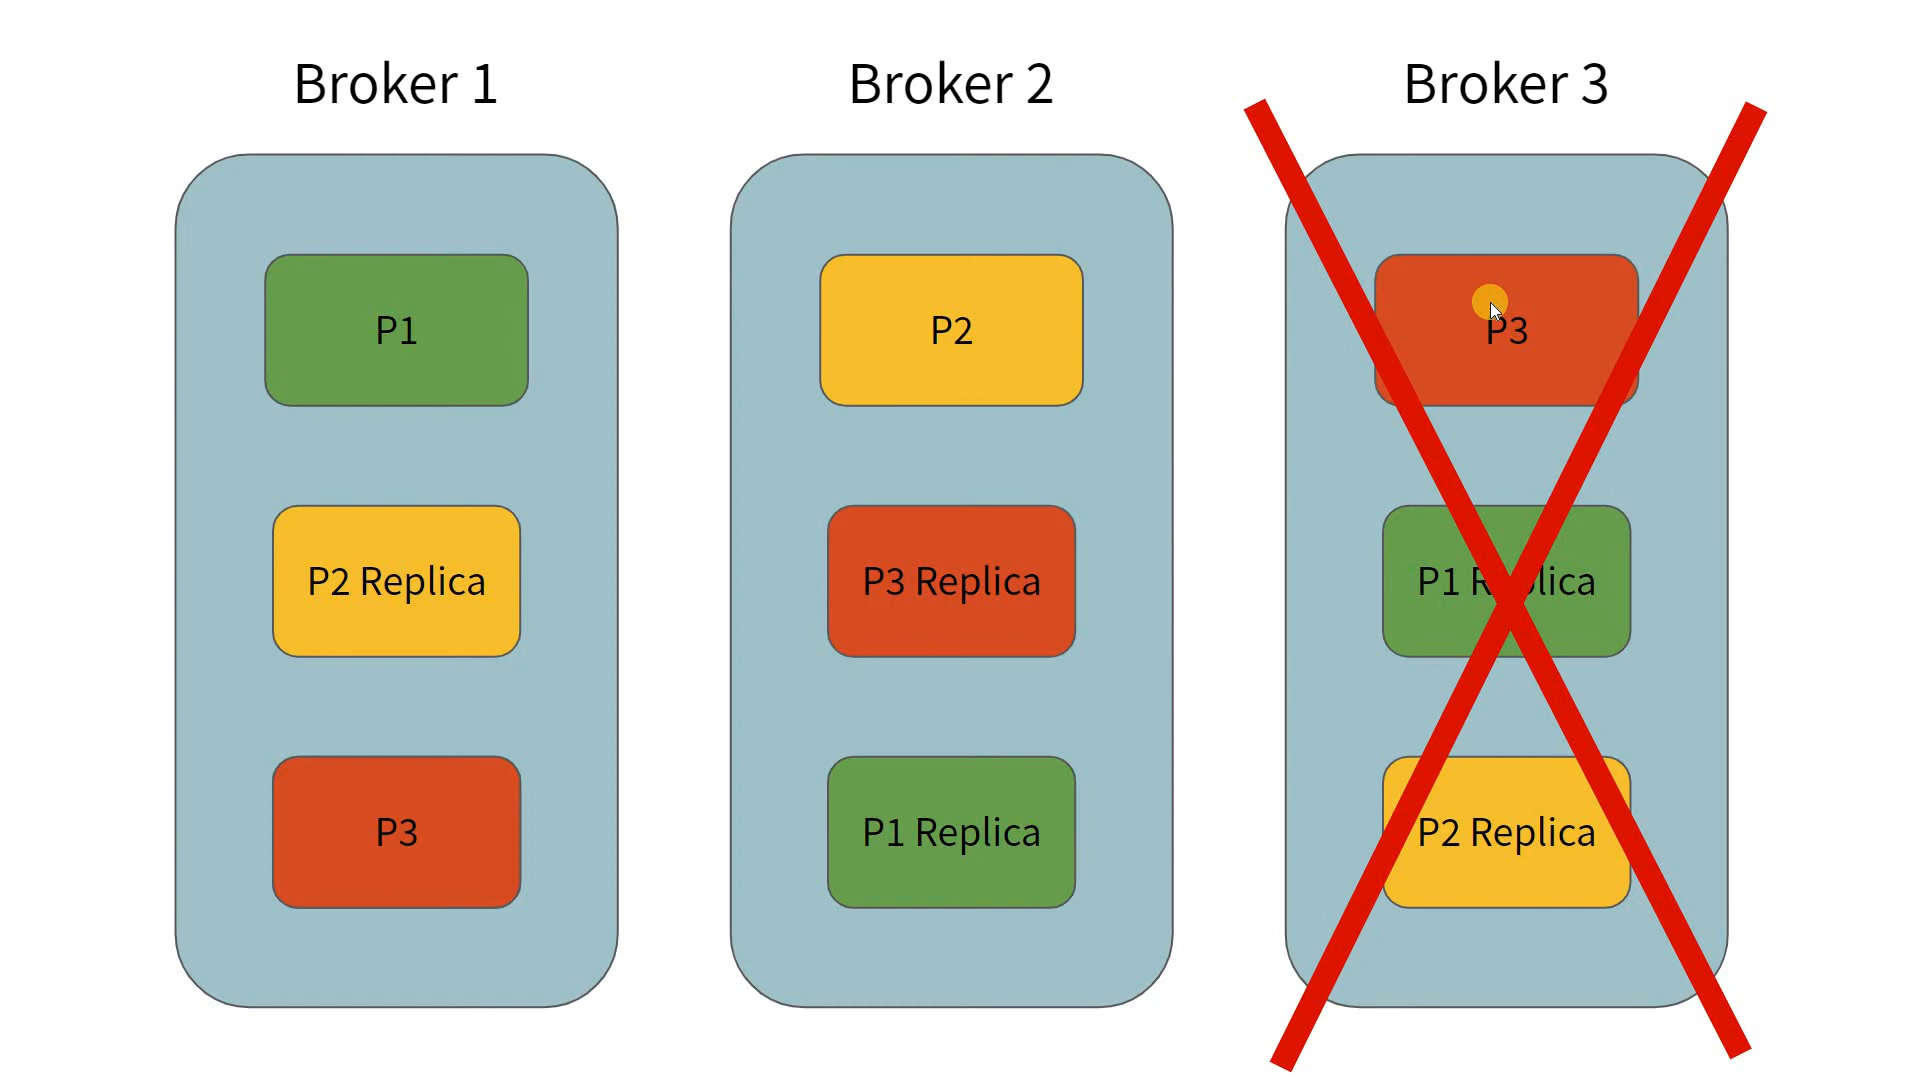 Broker 1
P1
P2 Replica
P3
Broker 2
P2
P3 Replica
P1 Replica
Broker 3
P3
P1 Replica
P2 Replica